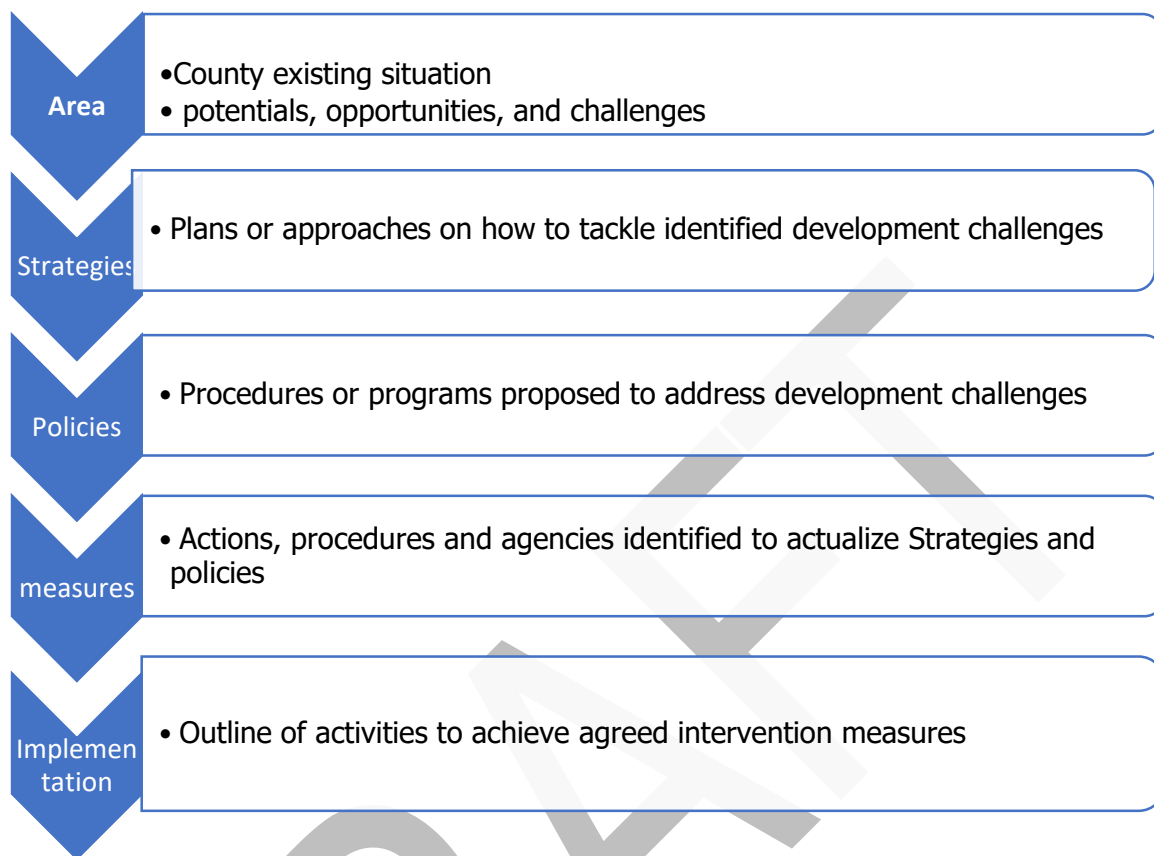 Area
•County existing situation
• potentials, opportunities, and challenges
Strategies
• Plans or approaches on how to tackle identified development challenges
Policies
• Procedures or programs proposed to address development challenges
measures
• Actions, procedures and agencies identified to actualize Strategies and
policies
Implemen
tation
• Outline of activities to achieve agreed intervention measures
DRAFT